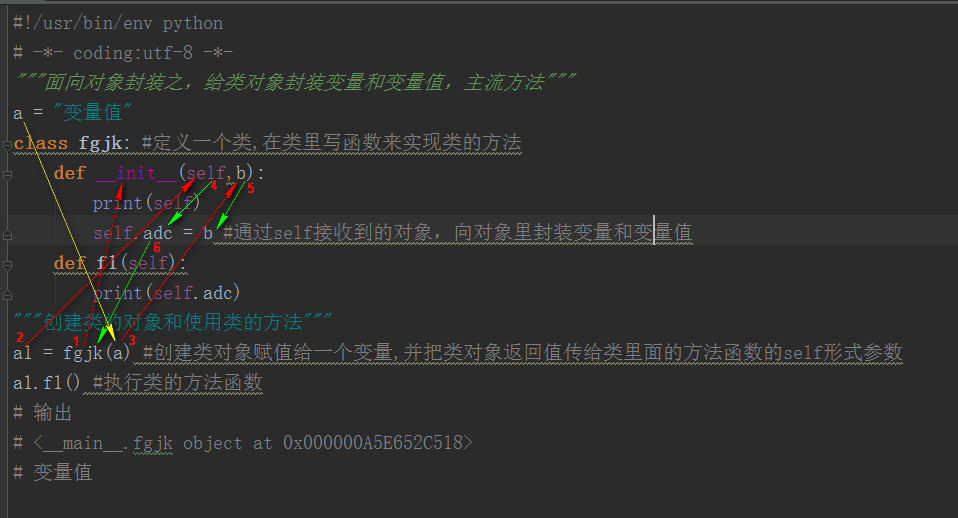 #!/usr/bin/env python
# -*- coding:utf-8 -*-
"""面向对象封装之，给类对象封装变量和变量值，主流方法"""
a = "变量值"
class fgjk: #定义一个类,在类里写函数来实现类的方法
def __init__(self,b):
4 5
print(self)
self.adc = b #通过self接收到的对象，向对象里封装变量和变量值
6
def f1(self):
print(self.adc)
"""创建类的对象和使用类的方法"""
2 1 3
a1 = fgjk(a) #创建类对象赋值给一个变量,并把类对象返回值传给类里面的方法函数的self形式参数
a1.f1() #执行类的方法函数
# 输出
# <__main__.fgjk object at 0x000000A5E652C518>
# 变量值